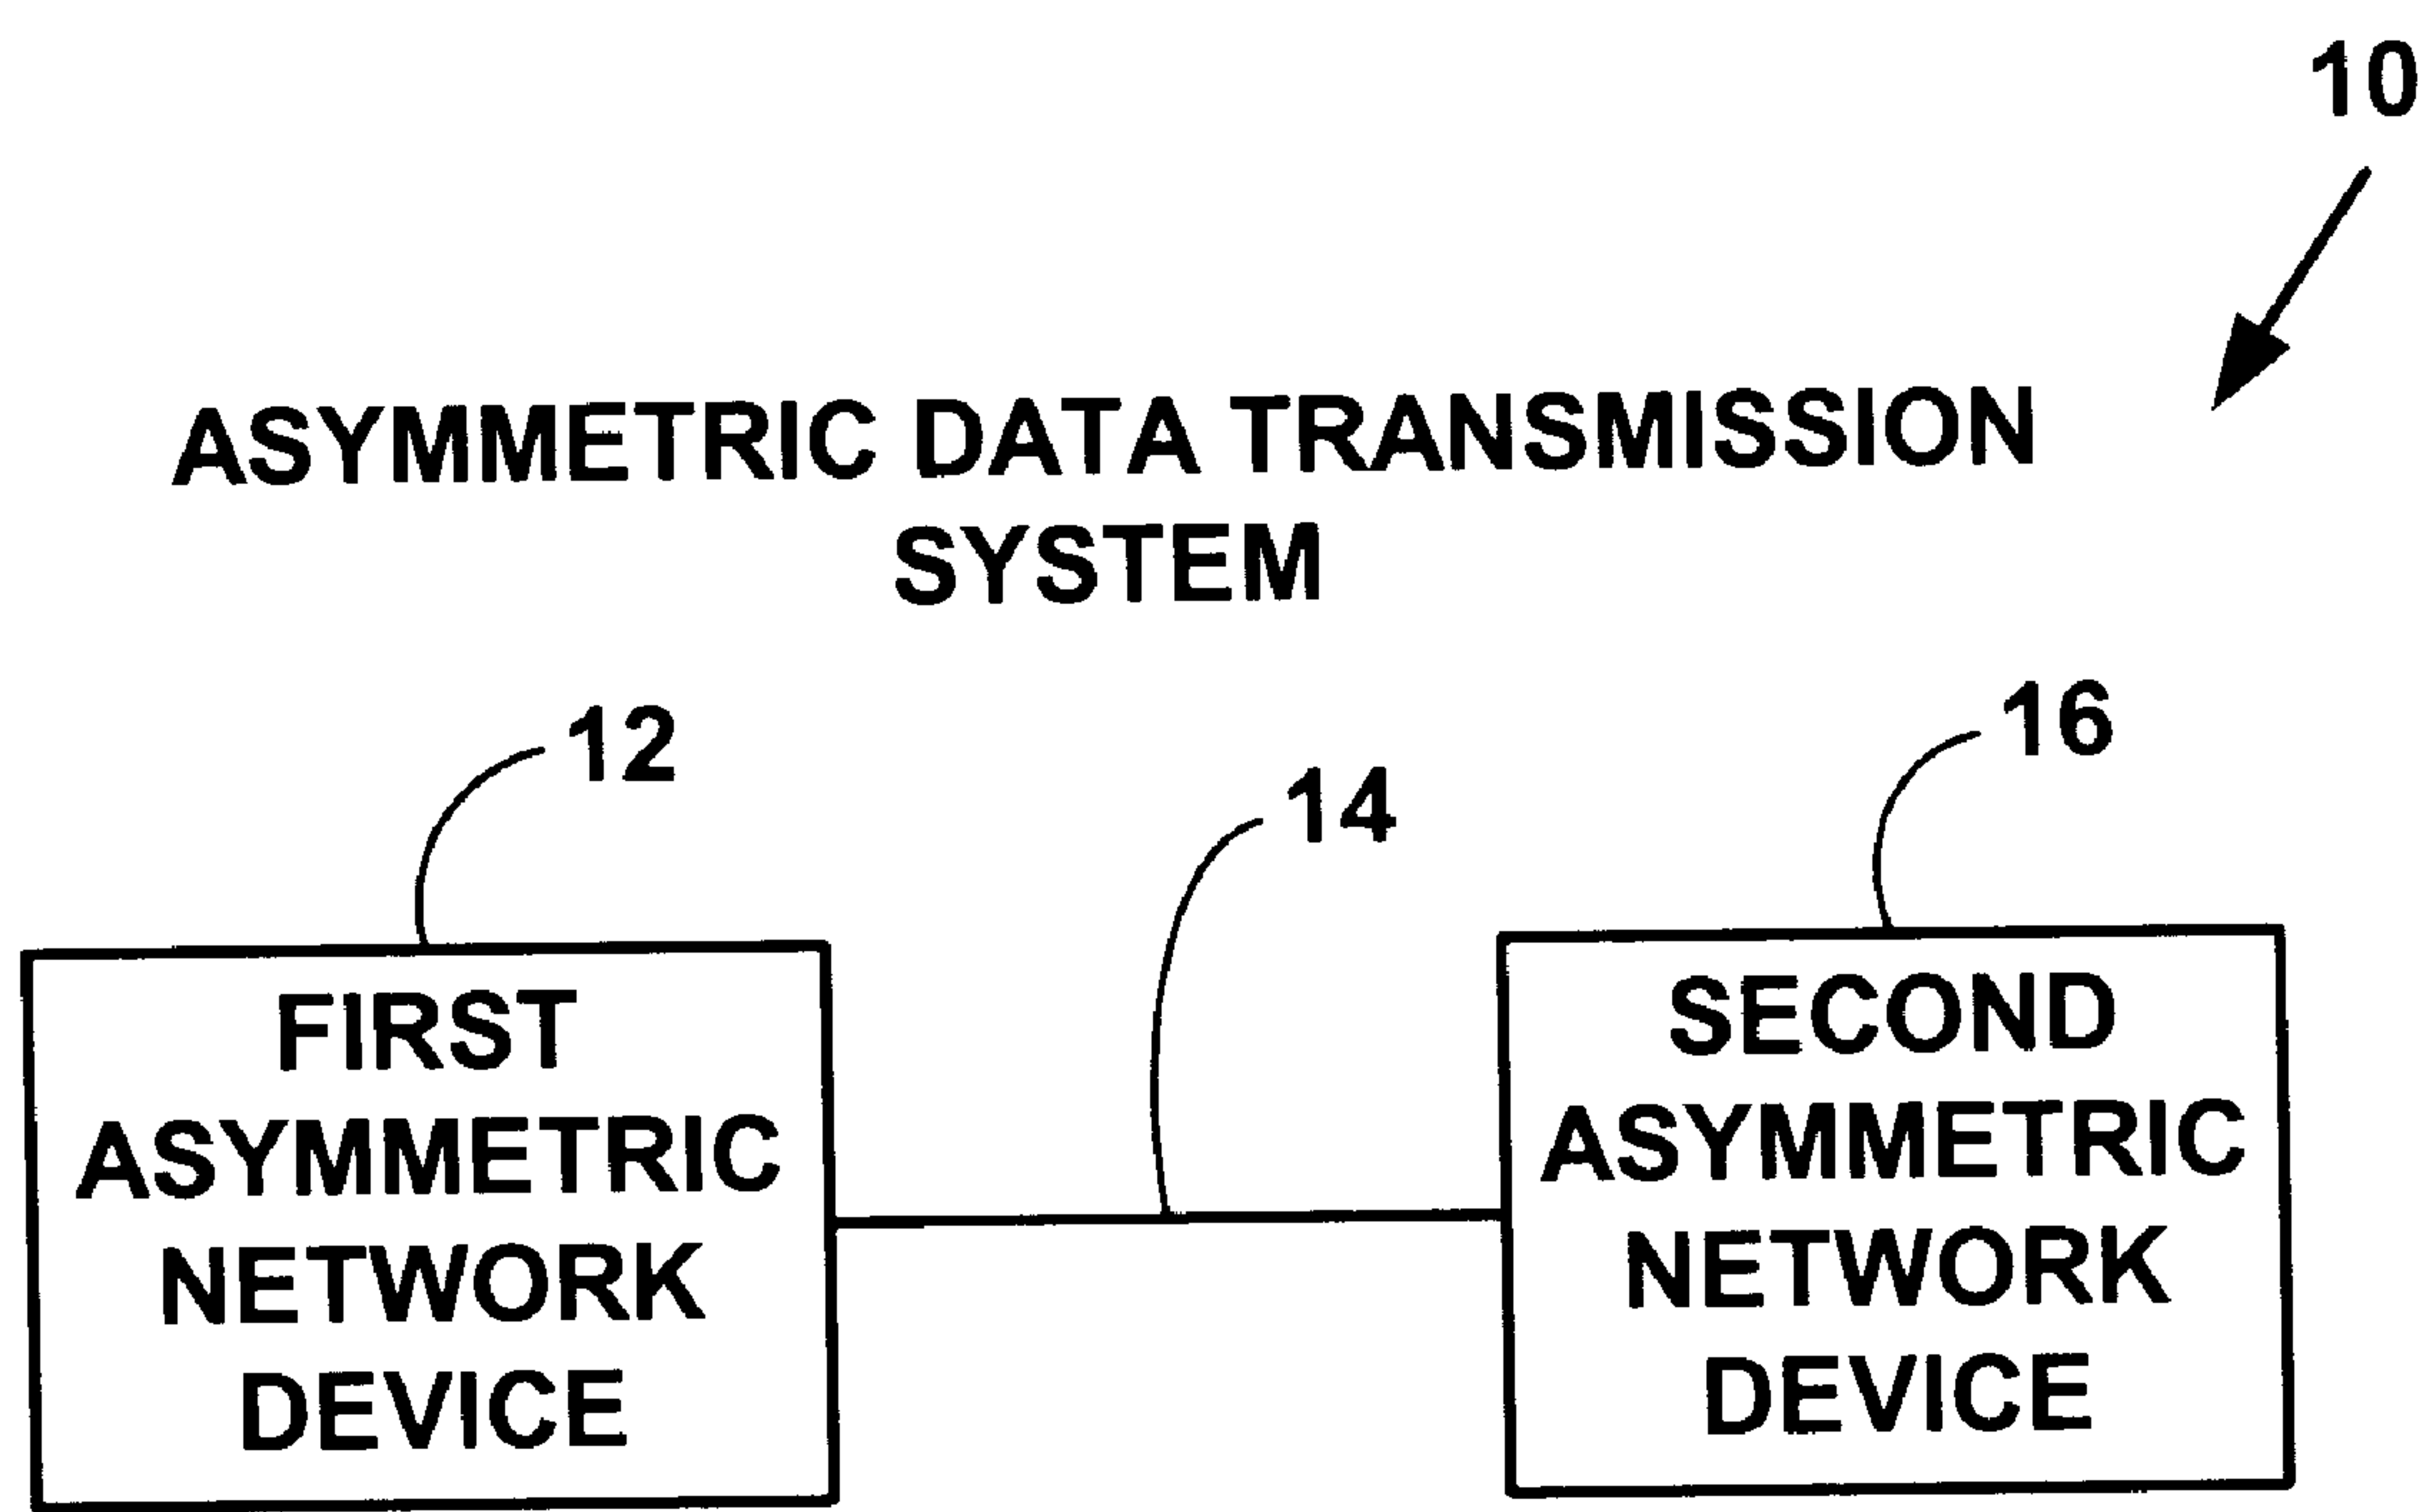 10
ASYMMETRIC DATA TRANSMISSION
SYSTEM
12
14
16
FIRST
ASYMMETRIC
NETWORK
DEVICE
SECOND
ASYMMETRIC
NETWORK
DEVICE